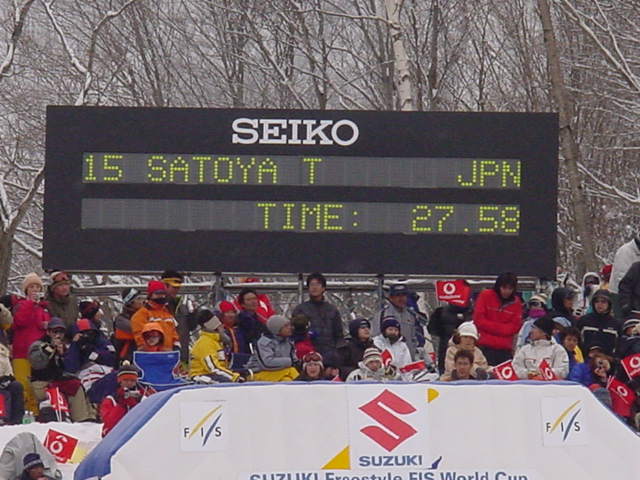 SEIKO
15 SATOYA T JPN
TIME: 27.58
FIS
SUZUKI
FIS
SUZUKI Freestyle FIS World Cup